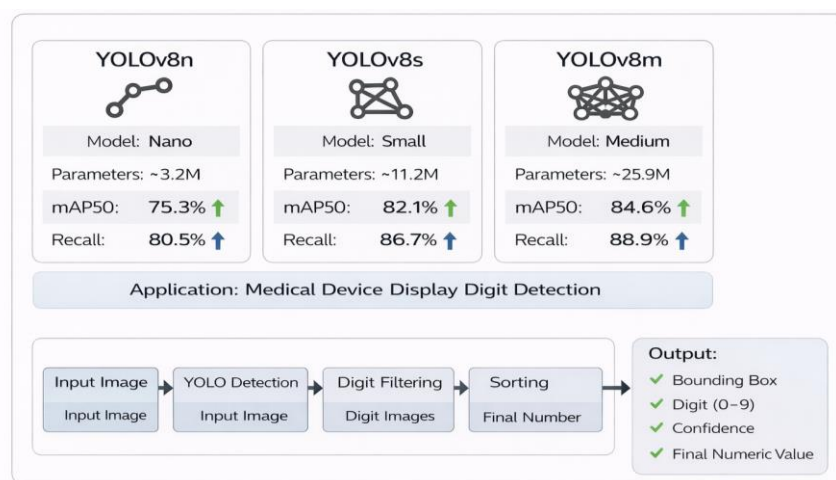 YOLOv8n
Model: Nano
Parameters: ~3.2M
mAP50: 75.3%
Recall: 80.5%
YOLOv8s
Model: Small
Parameters: ~11.2M
mAP50: 82.1%
Recall: 86.7%
YOLOv8m
Model: Medium
Parameters: ~25.9M
mAP50: 84.6%
Recall: 88.9%
Application: Medical Device Display Digit Detection
Input Image
Input Image
YOLO Detection
Input Image
Digit Filtering
Digit Images
Sorting
Final Number
Output:
Bounding Box
Digit (0–9)
Confidence
Final Numeric Value